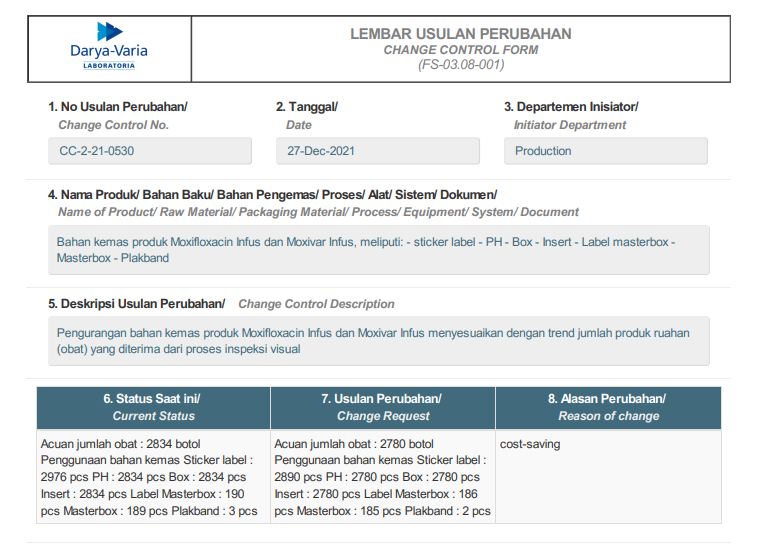 Darya-Varia
LABORATORIA
LEMBAR USULAN PERUBAHAN
CHANGE CONTROL FORM
(FS-03.08-001)
1. No Usulan Perubahan/
Change Control No.
CC-2-21-0530
2. Tanggal/
Date
27-Dec-2021
3. Departemen Inisiator/
Initiator Department
Production
4. Nama Produk/ Bahan Baku/ Bahan Pengemas/ Proses/ Alat/ Sistem/ Dokumen/
Name of Product/ Raw Material/ Packaging Material/ Process/ Equipment/ System/ Document
Bahan kemas produk Moxifloxacin Infus dan Moxivar Infus, meliputi: - sticker label - PH - Box - Insert - Label masterbox -
Masterbox - Plakband
5. Deskripsi Usulan Perubahan/ Change Control Description
Pengurangan bahan kemas produk Moxifloxacin Infus dan Moxivar Infus menyesuaikan dengan trend jumlah produk ruahan
(obat) yang diterima dari proses inspeksi visual
6. Status Saat ini/
Current Status
7. Usulan Perubahan/
Change Request
8. Alasan Perubahan/
Reason of change
Acuan jumlah obat : 2834 botol
Penggunaan bahan kemas Sticker label :
2976 pcs PH : 2834 pcs Box : 2834 pcs
Insert : 2834 pcs Label Masterbox : 190
pcs Masterbox : 189 pcs Plakband : 3 pcs
Acuan jumlah obat : 2780 botol
Penggunaan bahan kemas Sticker label :
2890 pcs PH : 2780 pcs Box : 2780 pcs
Insert : 2780 pcs Label Masterbox : 186
pcs Masterbox : 185 pcs Plakband : 2 pcs
cost-saving